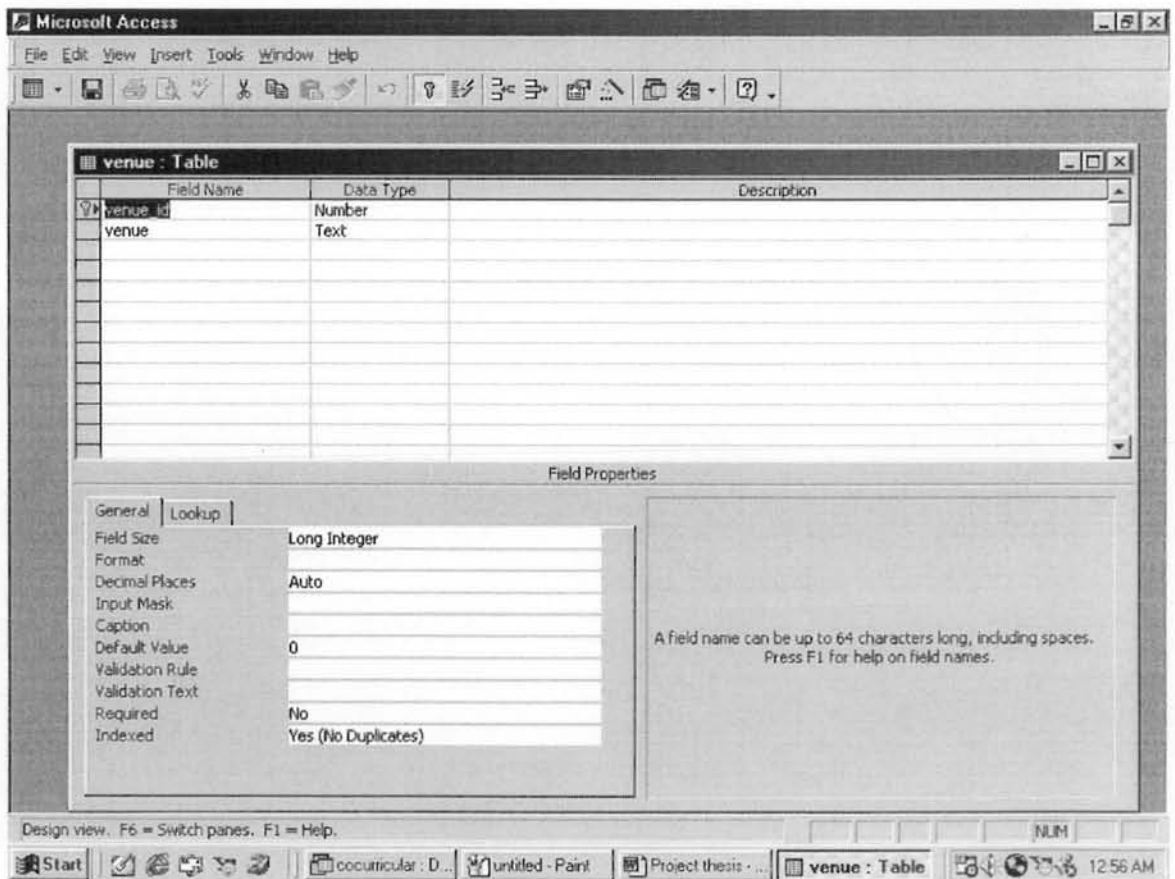 Microsoft Access
File Edit View Insert Tools Window Help
venue : Table
Field Name Data Type Description
venue_id Number
venue Text
Field Properties
General Lookup
Field Size Long Integer
Format
Decimal Places Auto
Input Mask
Caption
Default Value 0
Validation Rule
Validation Text
Required No
Indexed Yes (No Duplicates)
A field name can be up to 64 characters long, including spaces.
Press F1 for help on field names.
Design view. F6 = Switch panes. F1 = Help.
NUM
Start cocurricular : D... untitled - Paint Project thesis - ... venue : Table 12:56 AM